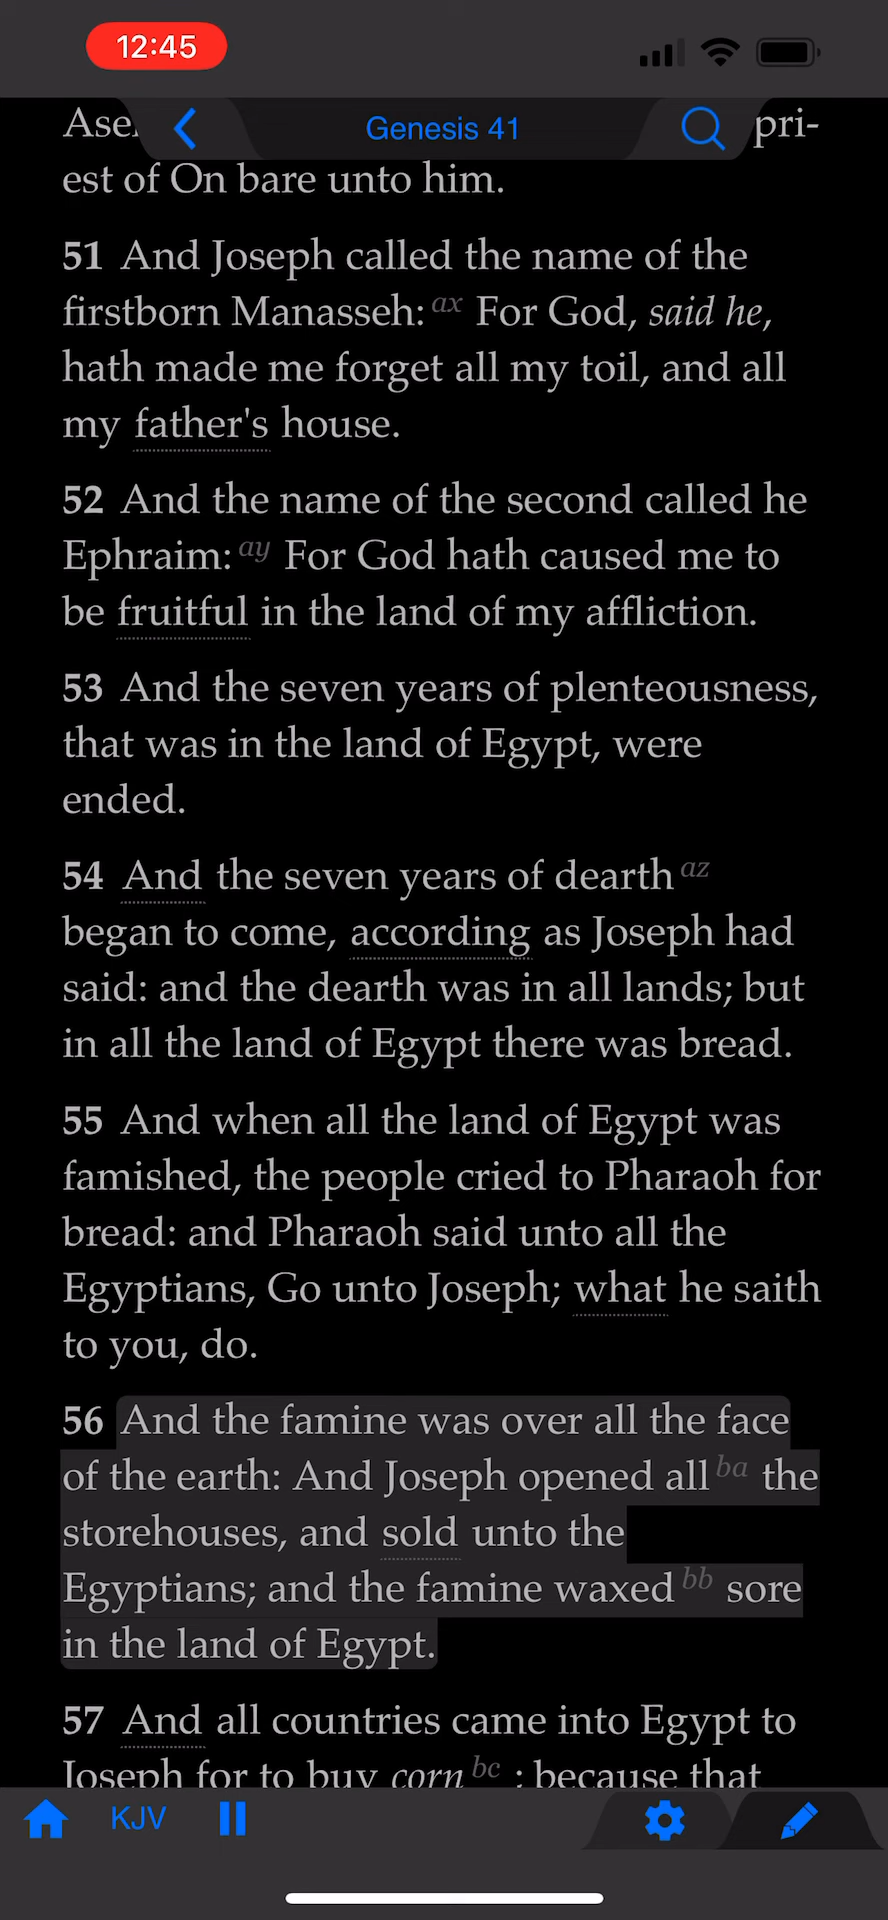 12:45
Genesis 41
pri-
est of On bare unto him.
51 And Joseph called the name of the
firstborn Manasseh: ax For God, said he,
hath made me forget all my toil, and all
my father's house.
52 And the name of the second called he
Ephraim: ay For God hath caused me to
be fruitful in the land of my affliction.
53 And the seven years of plenteousness,
that was in the land of Egypt, were
ended.
54 And the seven years of dearth az
began to come, according as Joseph had
said: and the dearth was in all lands; but
in all the land of Egypt there was bread.
55 And when all the land of Egypt was
famished, the people cried to Pharaoh for
bread: and Pharaoh said unto all the
Egyptians, Go unto Joseph; what he saith
to you, do.
56 And the famine was over all the face
of the earth: And Joseph opened all ba the
storehouses, and sold unto the
Egyptians; and the famine waxed bb sore
in the land of Egypt.
57 And all countries came into Egypt to
Joseph for to buy corn bc ; because that
KJV